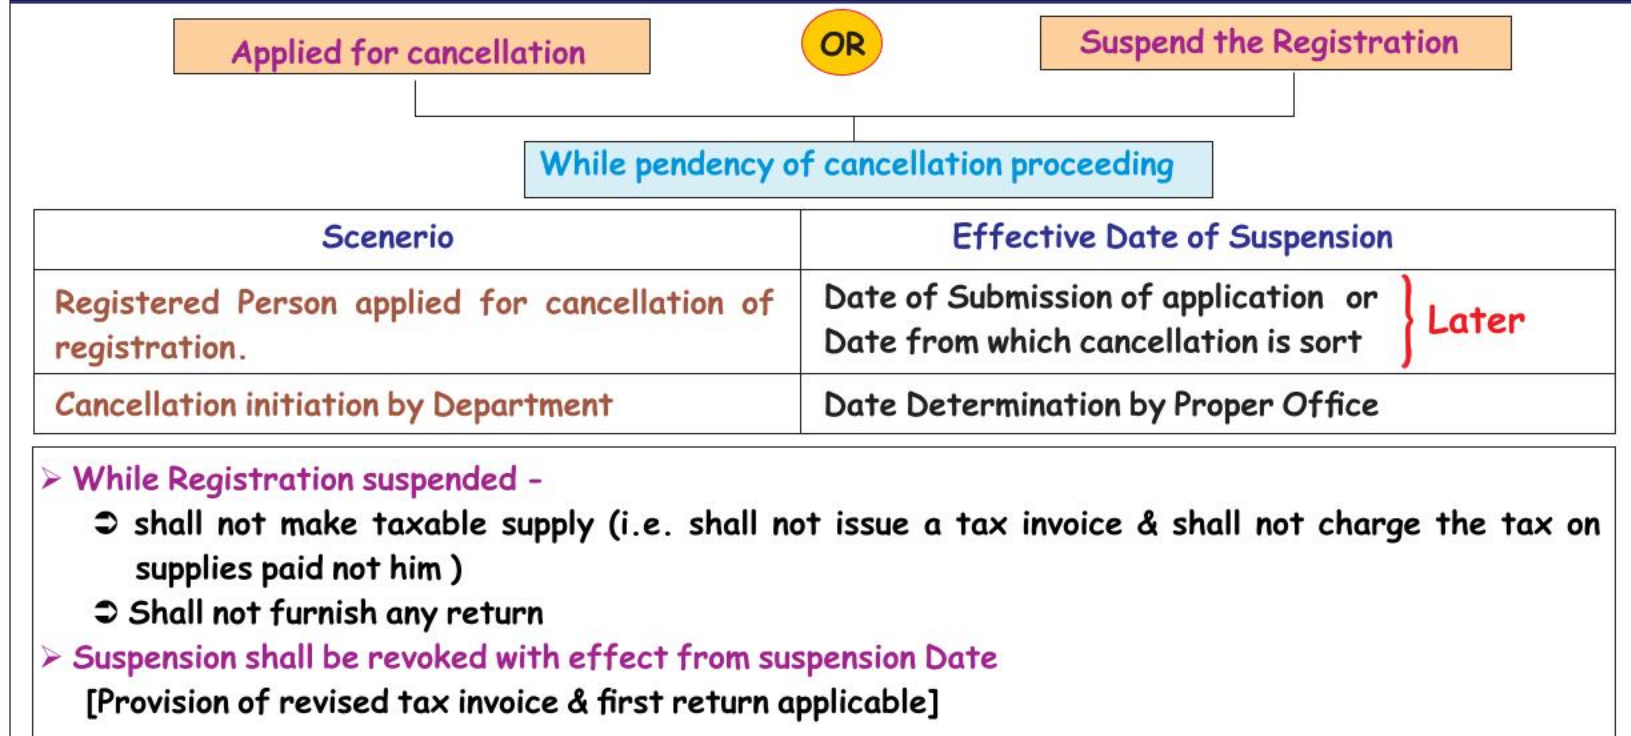 Applied for cancellation
OR
Suspend the Registration
While pendency of cancellation proceeding
Scenerio
Effective Date of Suspension
Registered Person applied for cancellation of
registration.
Date of Submission of application or
Date from which cancellation is sort
Later
Cancellation initiation by Department
Date Determination by Proper Office
➢ While Registration suspended -
➲ shall not make taxable supply (i.e. shall not issue a tax invoice & shall not charge the tax on
supplies paid not him )
➲ Shall not furnish any return
➢ Suspension shall be revoked with effect from suspension Date
[Provision of revised tax invoice & first return applicable]